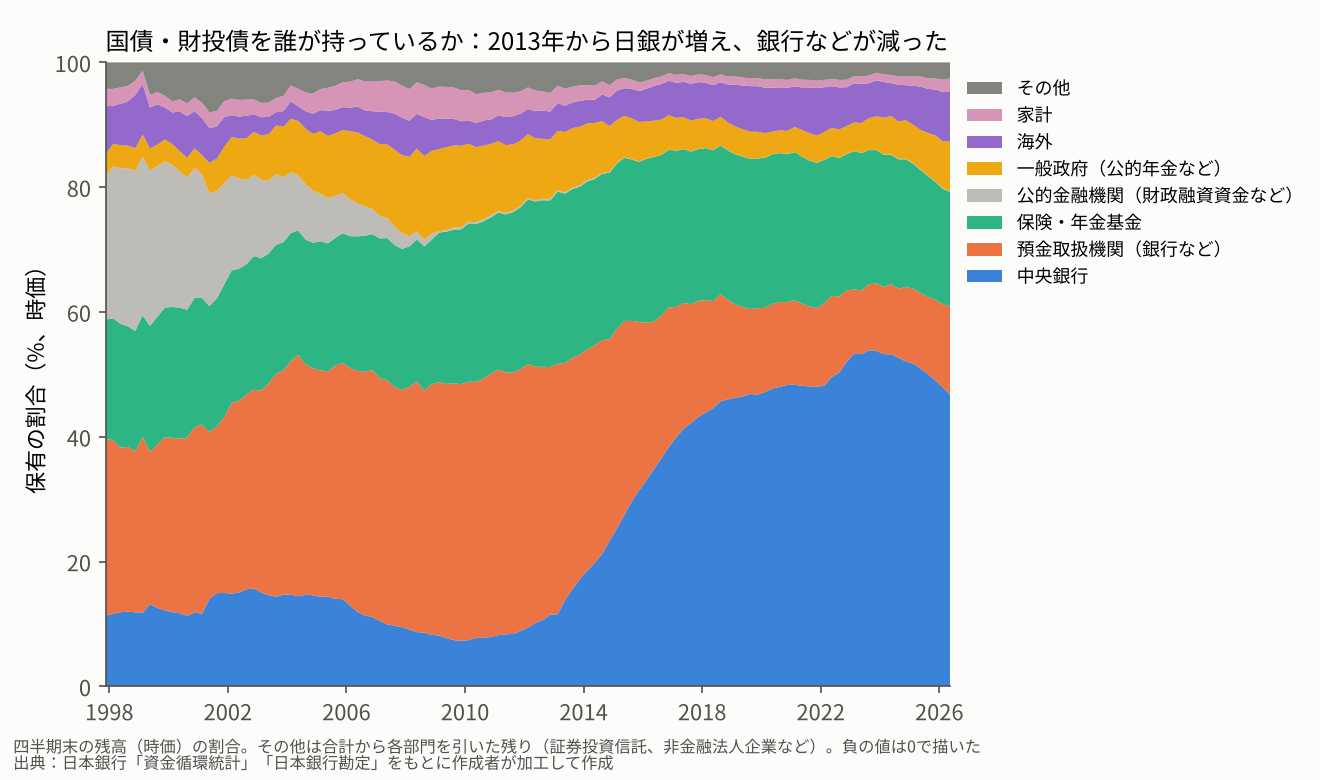 国債・財投債を誰が持っているか：2013年から日銀が増え、銀行などが減った
保有の割合（%、時価）
100
80
60
40
20
0
1998
2002
2006
2010
2014
2018
2022
2026
その他
家計
海外
一般政府（公的年金など）
公的金融機関（財政融資資金など）
保険・年金基金
預金取扱機関（銀行など）
中央銀行
四半期末の残高（時価）の割合。その他は合計から各部門を引いた残り（証券投資信託、非金融法人企業など）。負の値は0で描いた
出典：日本銀行「資金循環統計」「日本銀行勘定」をもとに作成者が加工して作成